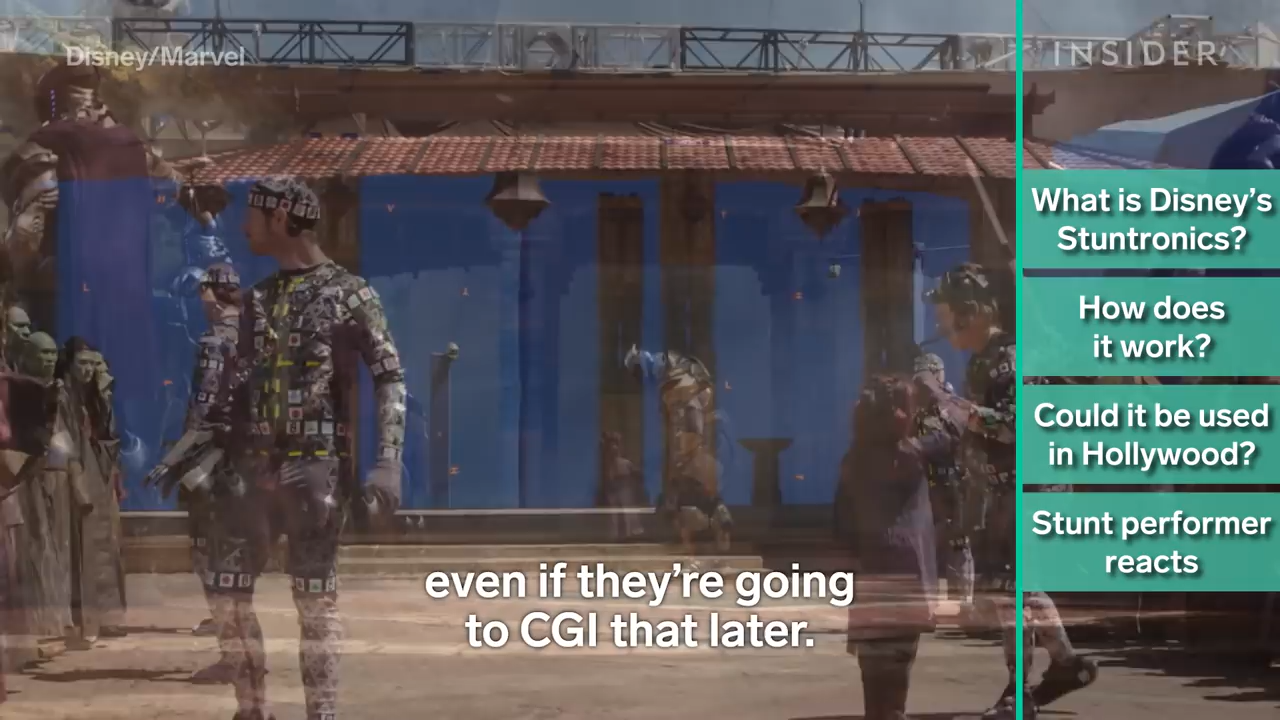 Disney/Marvel
INSIDER
What is Disney’s
Stuntronics?
How does
it work?
Could it be used
in Hollywood?
Stunt performer
reacts
even if they’re going
to CGI that later.